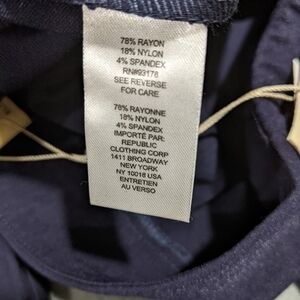 78% RAYON
18% NYLON
4% SPANDEX
RN#93178
SEE REVERSE
FOR CARE
78% RAYONNE
18% NYLON
4% SPANDEX
IMPORTÉ PAR:
REPUBLIC
CLOTHING CORP
1411 BROADWAY
NEW YORK
NY 10018 USA
ENTRETIEN
AU VERSO